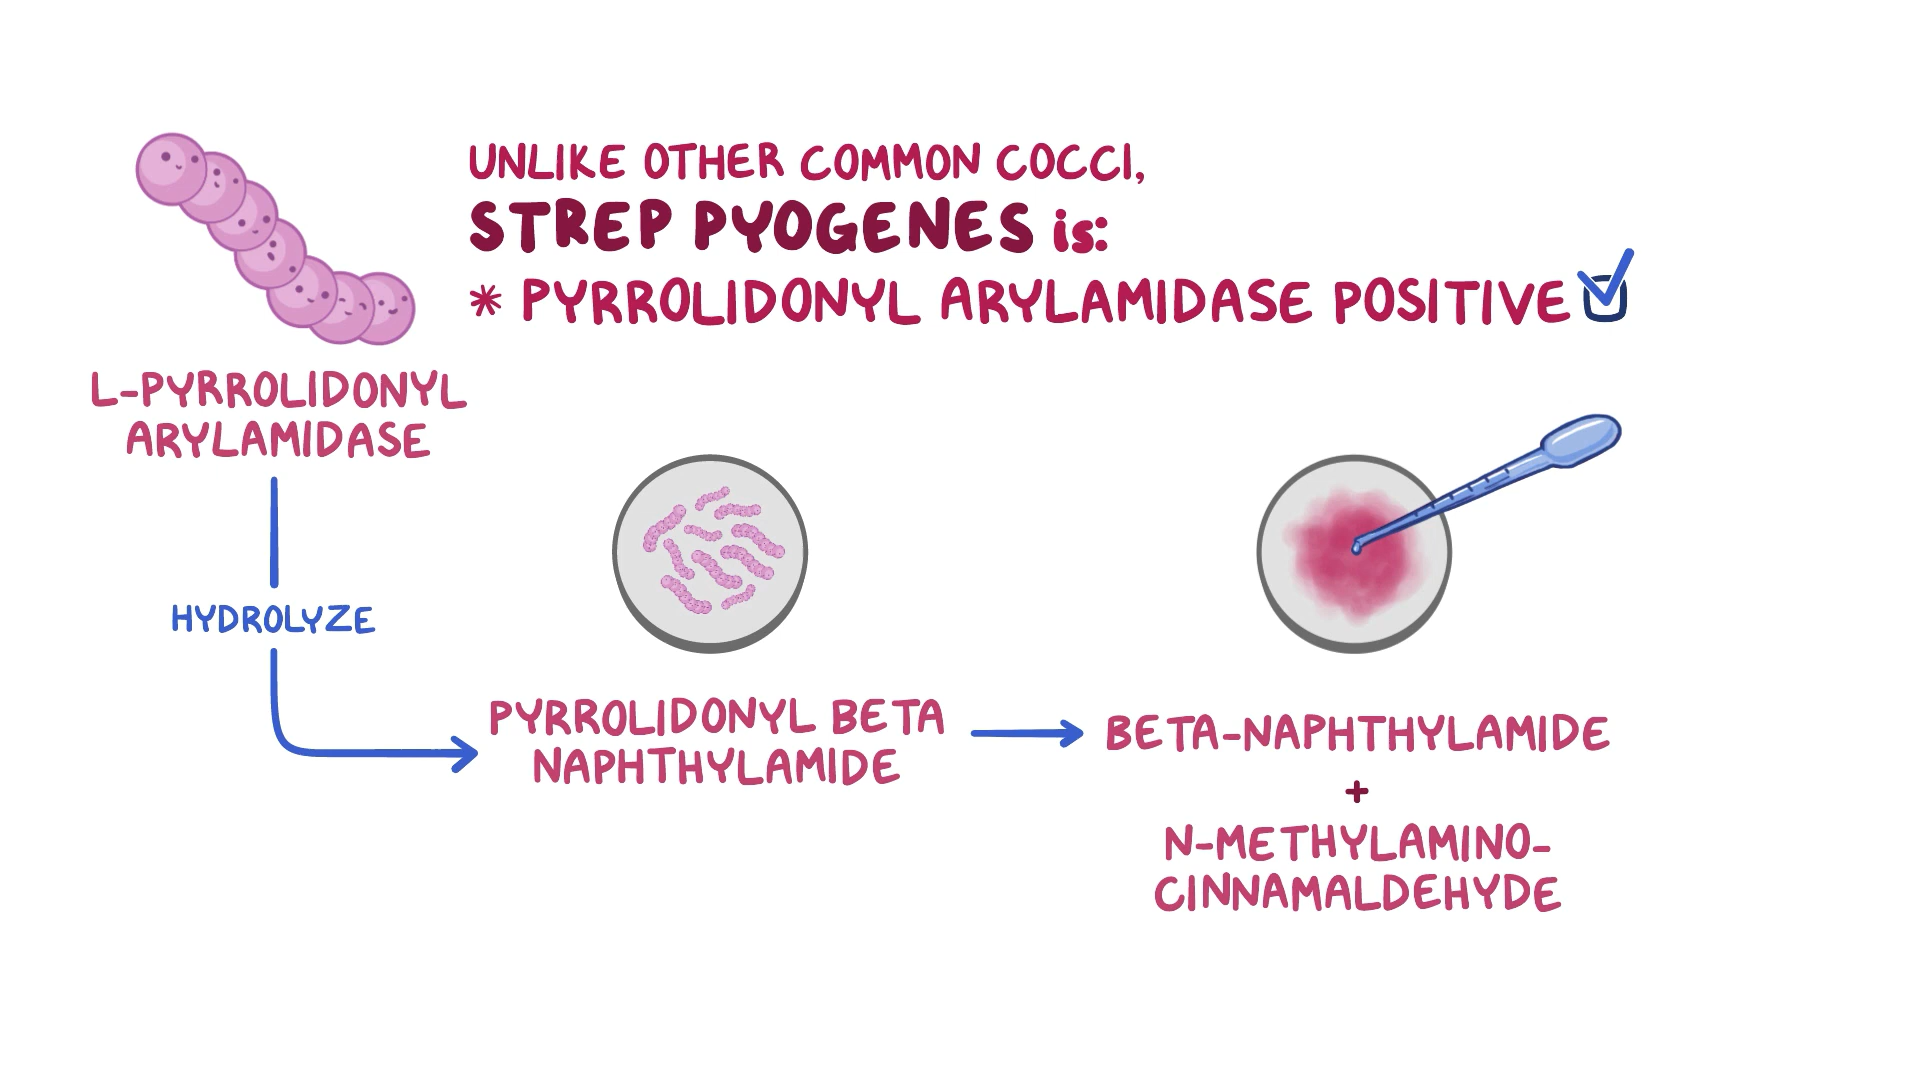 UNLIKE OTHER COMMON COCCI,
STREP PYOGENES is:
* PYRROLIDONYL ARYLAMIDASE POSITIVE
L-PYRROLIDONYL
ARYLAMIDASE
HYDROLYZE
PYRROLIDONYL BETA
NAPHTHYLAMIDE
BETA-NAPHTHYLAMIDE
+
N-METHYLAMINO-
CINNAMALDEHYDE